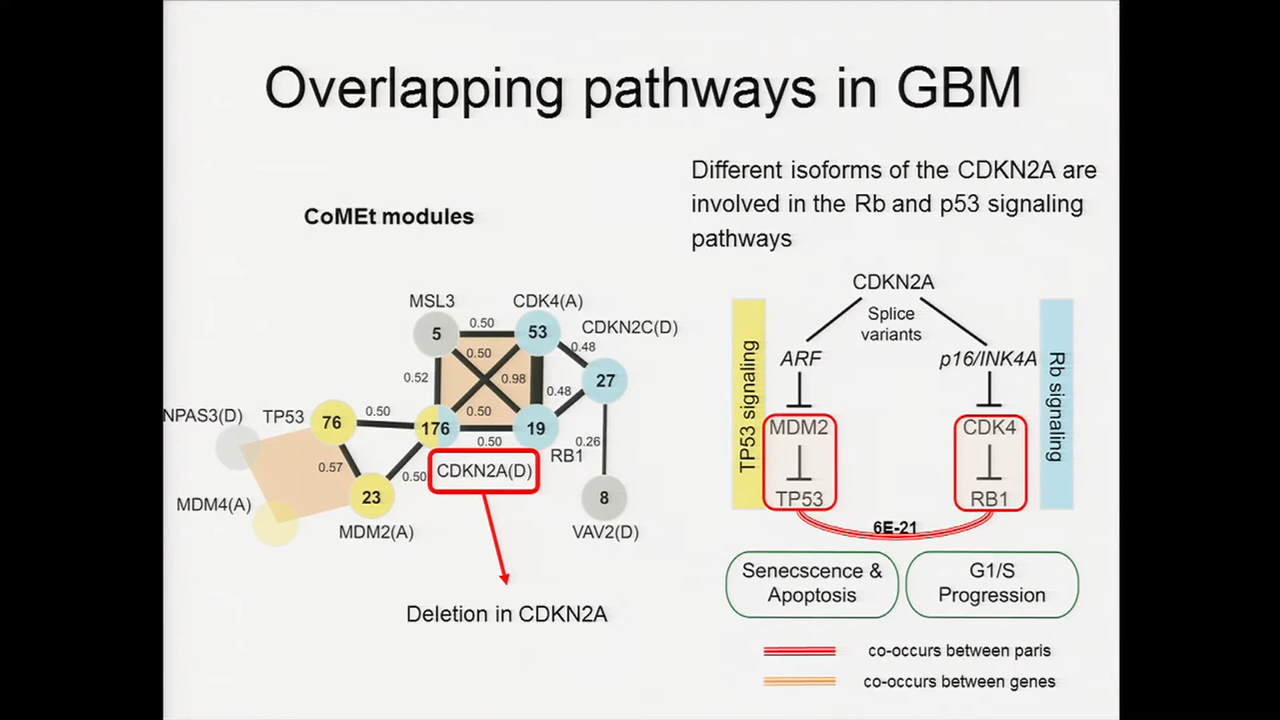 Overlapping pathways in GBM
Different isoforms of the CDKN2A are
involved in the Rb and p53 signaling
pathways
CoMEt modules
MSL3
CDK4(A)
CDKN2C(D)
5
0.50
53
0.48
0.50
0.52
0.98
0.48
27
NPAS3(D)
TP53
76
0.50
176
0.50
19
0.50
RB1
0.26
0.57
0.50
CDKN2A(D)
MDM4(A)
23
8
MDM2(A)
VAV2(D)
Deletion in CDKN2A
CDKN2A
Splice
variants
ARF
p16/INK4A
TP53 signaling
Rb signaling
MDM2
CDK4
TP53
RB1
6E-21
Senecscence &
Apoptosis
G1/S
Progression
co-occurs between paris
co-occurs between genes